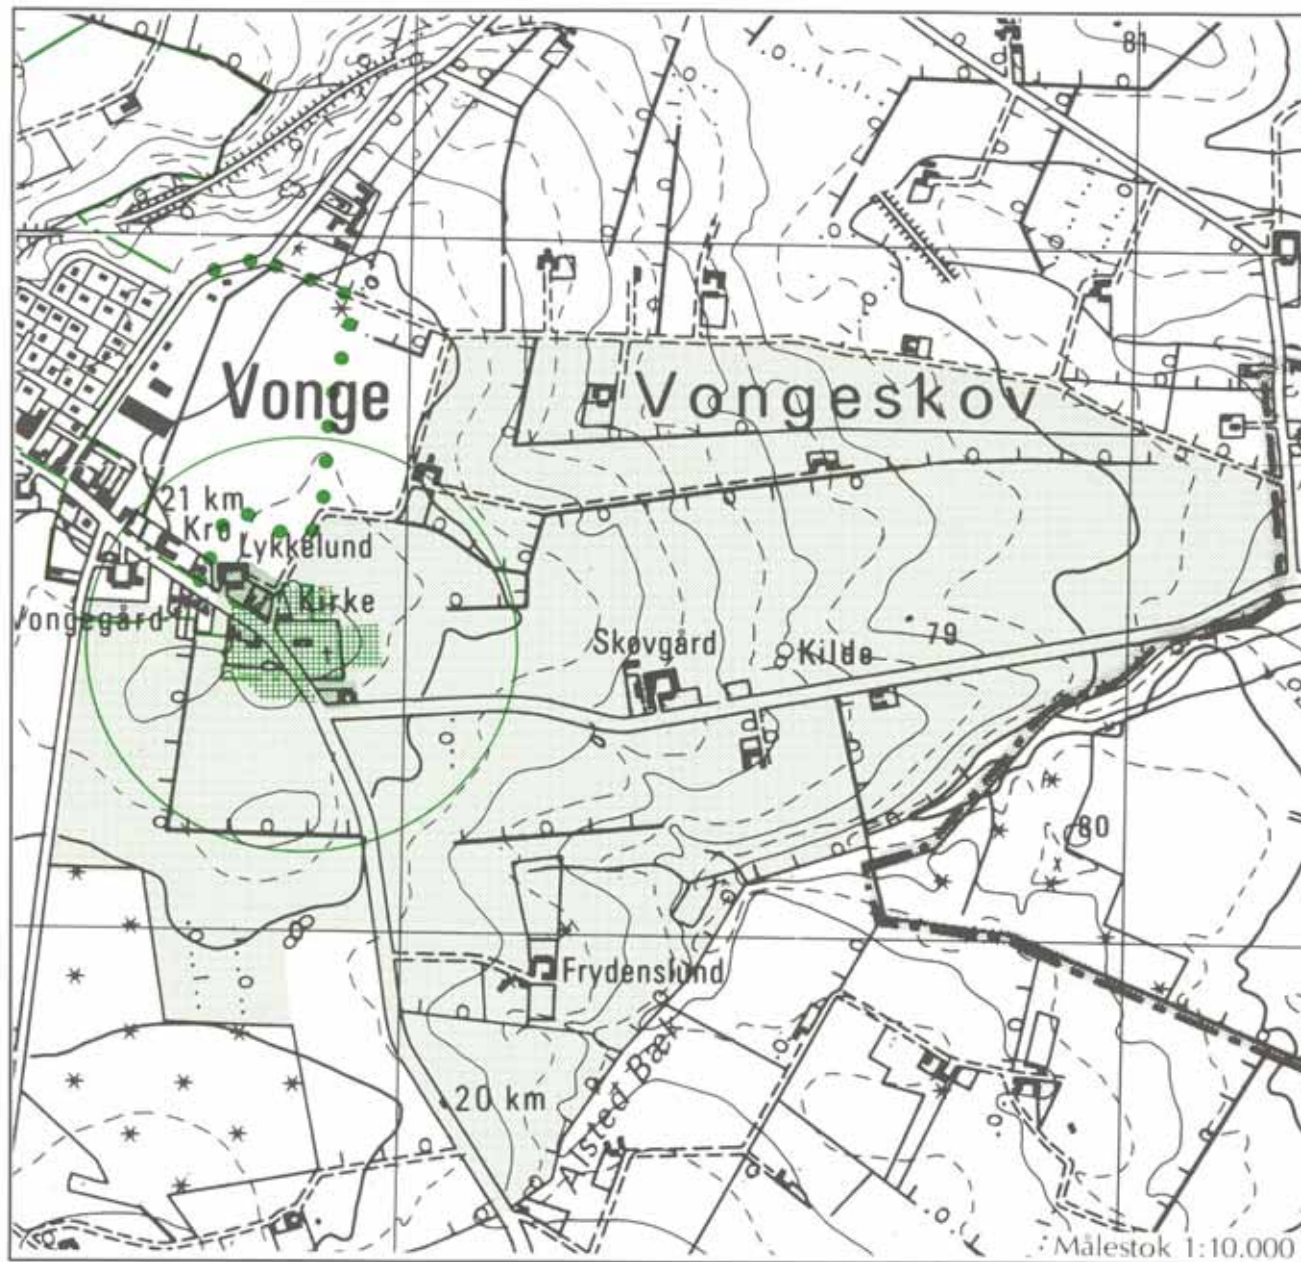 81
Vonge
Vongeskov
21 km
Kro
Lykkelund
Vongegård
Kirke
Skovgård
Kilde
79
80
Frydenslund
20 km
Alsted Bæk
Målestok 1:10.000